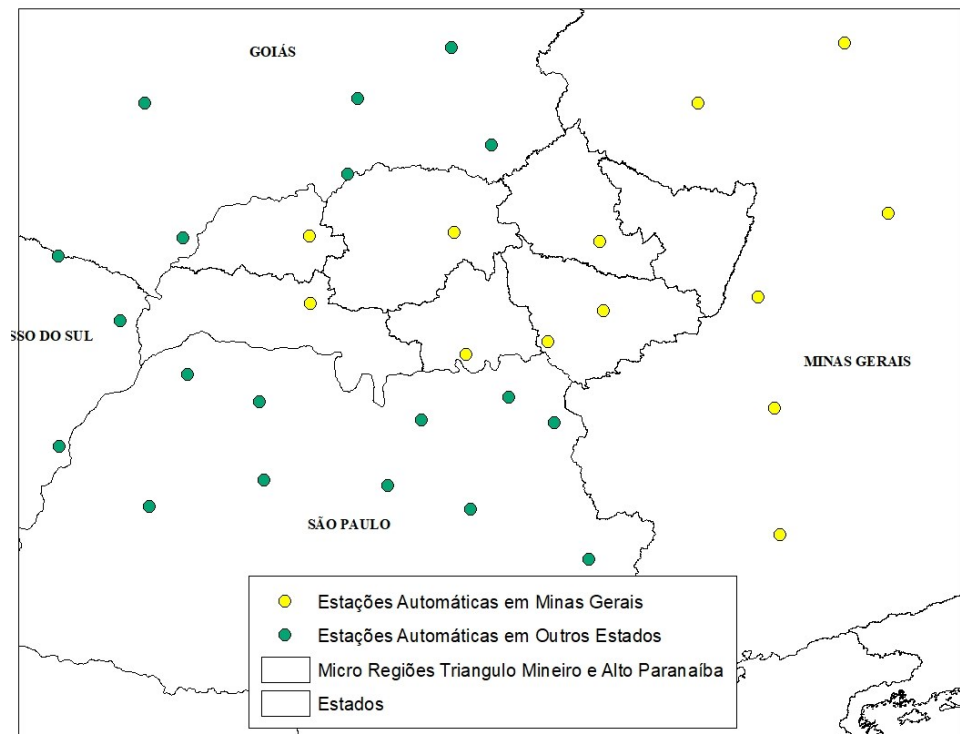 GOIÁS
SSO DO SUL
MINAS GERAIS
SÃO PAULO
Estações Automáticas em Minas Gerais
Estações Automáticas em Outros Estados
Micro Regiões Triangulo Mineiro e Alto Paranaíba
Estados